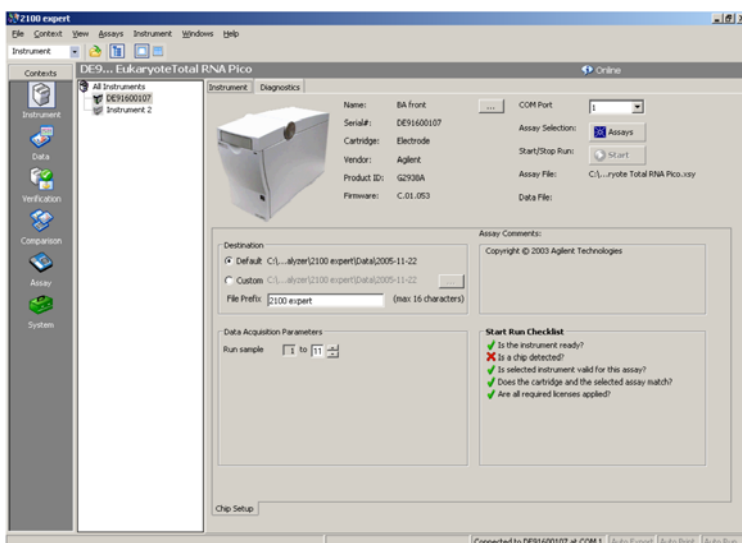 2100 expert
File Context View Assays Instrument Windows Help
Instrument
Contexts
DE9... EukaryoteTotal RNA Pico
Online
Instrument
Data
Verification
Comparison
Assay
System
All Instruments
DE91600107
Instrument 2
Instrument Diagnostics
Name: BA front ... COM Port 1
Serial#: DE91600107
Assay Selection: Assays
Cartridge: Electrode
Vendor: Agilent
Start/Stop Run: Start
Product ID: G2938A
Assay File: C:\...ryote Total RNA Pico.xsy
Firmware: C.01.053
Data File:
Destination
Default C:\...alyzer\2100 expert\Data\2005-11-22
Custom C:\...alyzer\2100 expert\Data\2005-11-22 ...
File Prefix 2100 expert (max 16 characters)
Assay Comments:
Copyright © 2003 Agilent Technologies
Data Acquisition Parameters
Run sample 1 to 11
Start Run Checklist
Is the instrument ready?
Is a chip detected?
Is selected instrument valid for this assay?
Does the cartridge and the selected assay match?
Are all required licenses applied?
Chip Setup
Connected to DE91600107 at COM 1 Auto Export Auto Print Auto Run